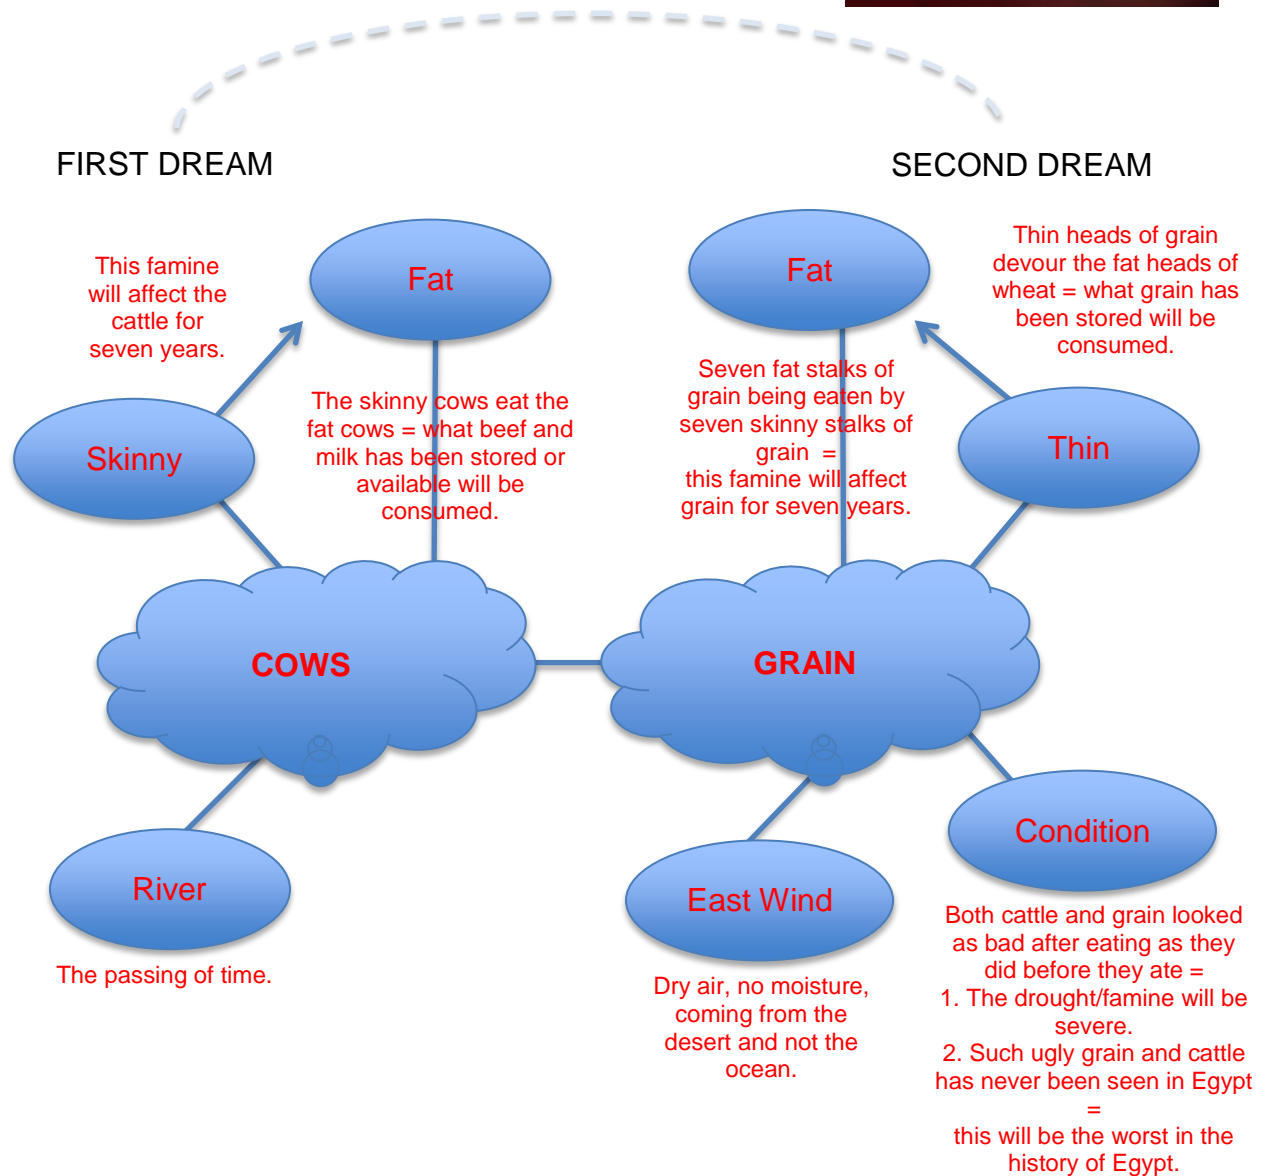 FIRST DREAM
SECOND DREAM
This famine
will affect the
cattle for
seven years.
Fat
Skinny
The skinny cows eat the
fat cows = what beef and
milk has been stored or
available will be
consumed.
Fat
Thin heads of grain
devour the fat heads of
wheat = what grain has
been stored will be
consumed.
Seven fat stalks of
grain being eaten by
seven skinny stalks of
grain =
this famine will affect
grain for seven years.
Thin
COWS
GRAIN
River
The passing of time.
East Wind
Dry air, no moisture,
coming from the
desert and not the
ocean.
Condition
Both cattle and grain looked
as bad after eating as they
did before they ate =
1. The drought/famine will be
severe.
2. Such ugly grain and cattle
has never been seen in Egypt
=
this will be the worst in the
history of Egypt.